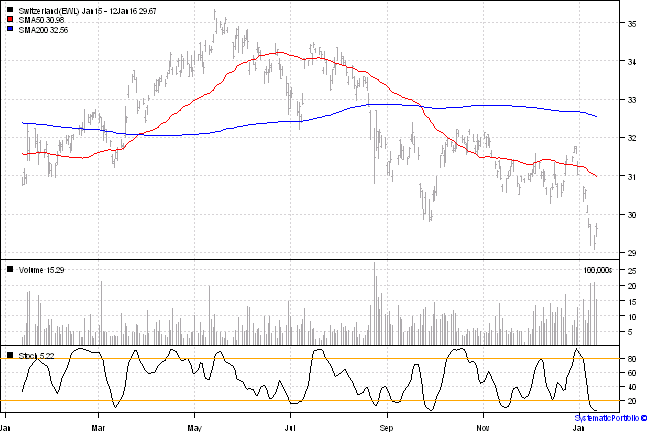 Switzerland(EWL) Jan15 - 12Jan16 29.67
SMA50 30.98
SMA200 32.56
35
34
33
32
31
30
29
Volume 15.29
100,000s
25
20
15
10
5
Stoch 5.22
80
60
40
20
Jan Mar May Jul Sep Nov Jan
SystematicPortfolio ©